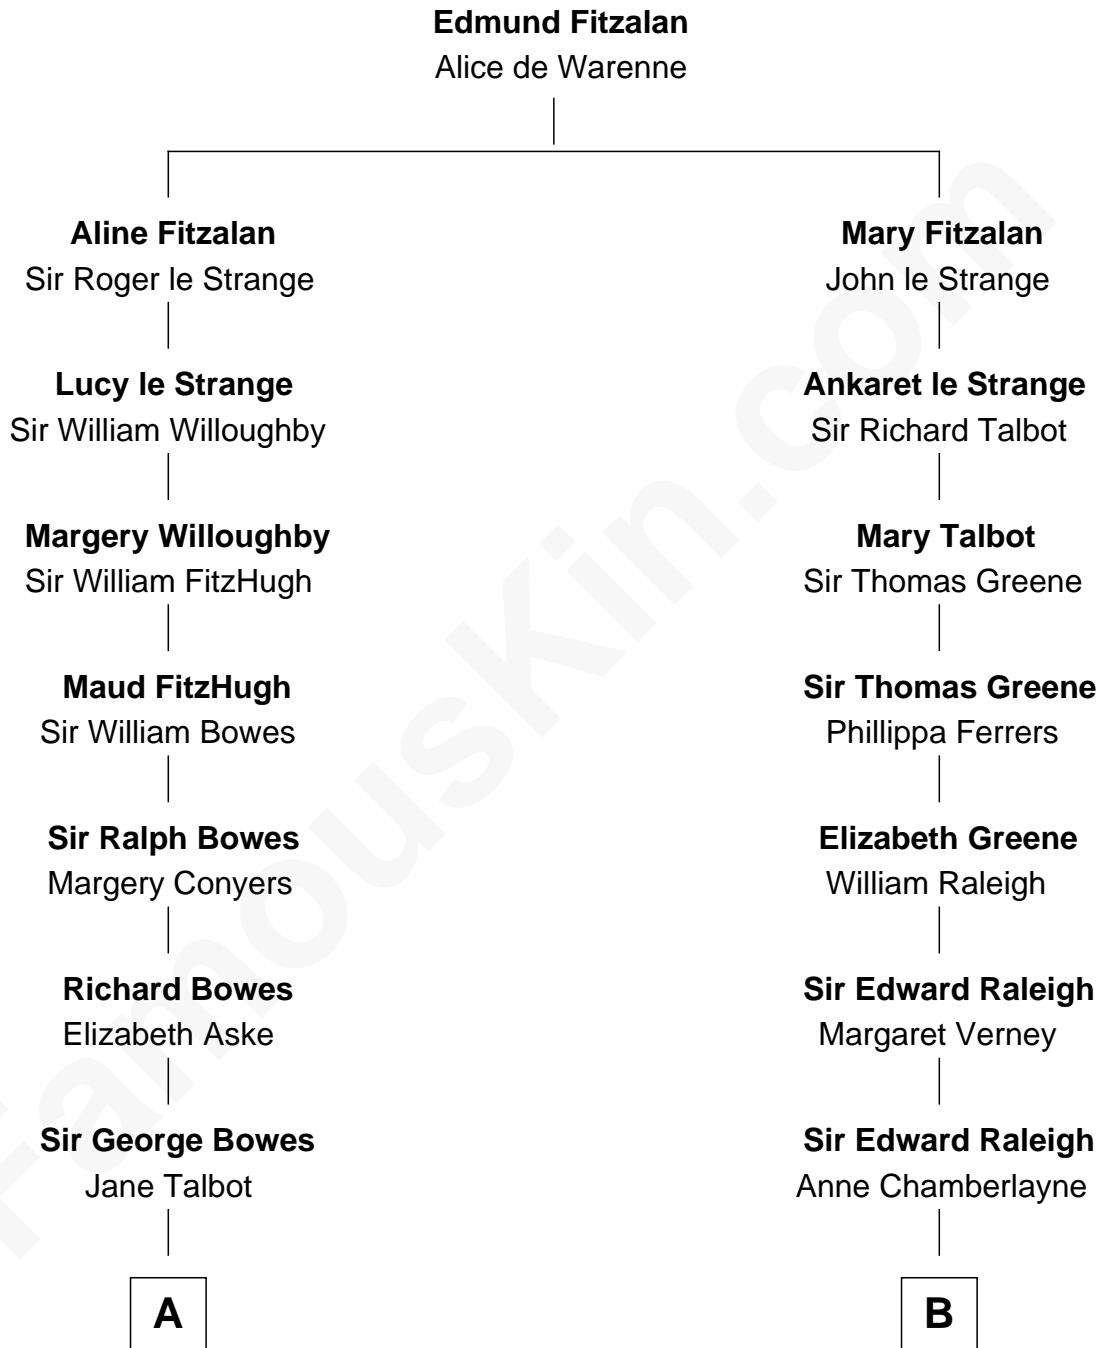 Edmund Fitzalan
Alice de Warenne
Aline Fitzalan
Sir Roger le Strange
Mary Fitzalan
John le Strange
Lucy le Strange
Sir William Willoughby
Ankaret le Strange
Sir Richard Talbot
Margery Willoughby
Sir William FitzHugh
Mary Talbot
Sir Thomas Greene
Maud FitzHugh
Sir William Bowes
Sir Thomas Greene
Phillippa Ferrers
Sir Ralph Bowes
Margery Conyers
Elizabeth Greene
William Raleigh
Richard Bowes
Elizabeth Aske
Sir Edward Raleigh
Margaret Verney
Sir George Bowes
Jane Talbot
Sir Edward Raleigh
Anne Chamberlayne
A
B
FamousKin.com